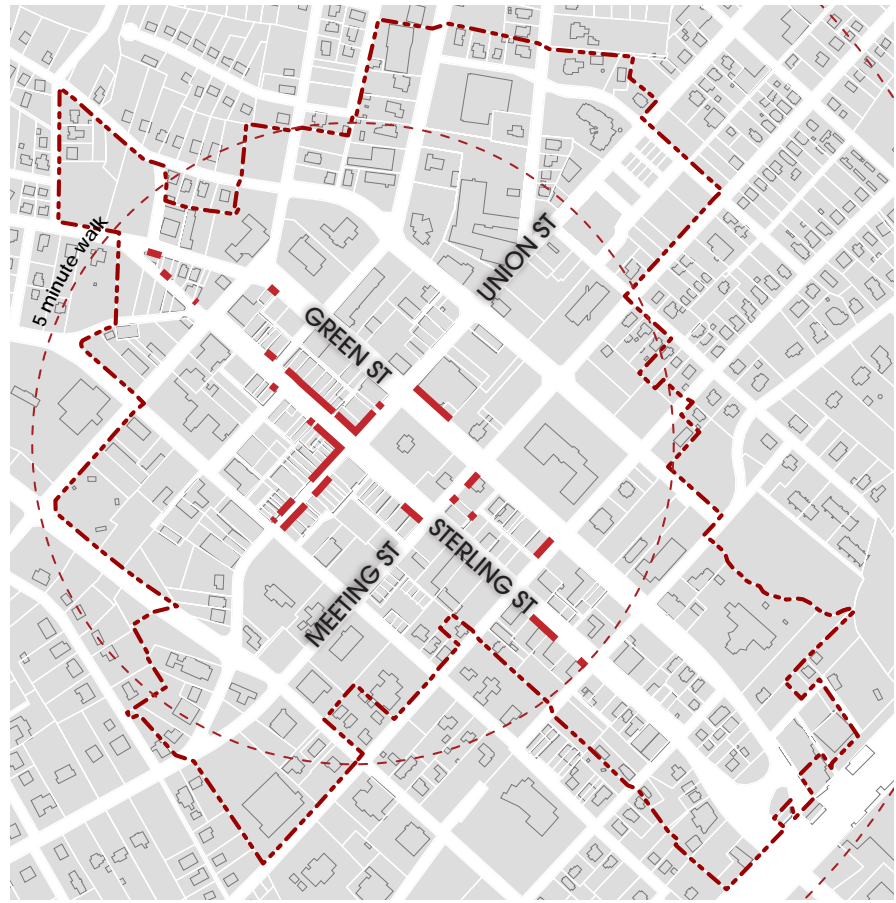 UNION ST
5 minute walk
GREEN ST
STERLING ST
MEETING ST